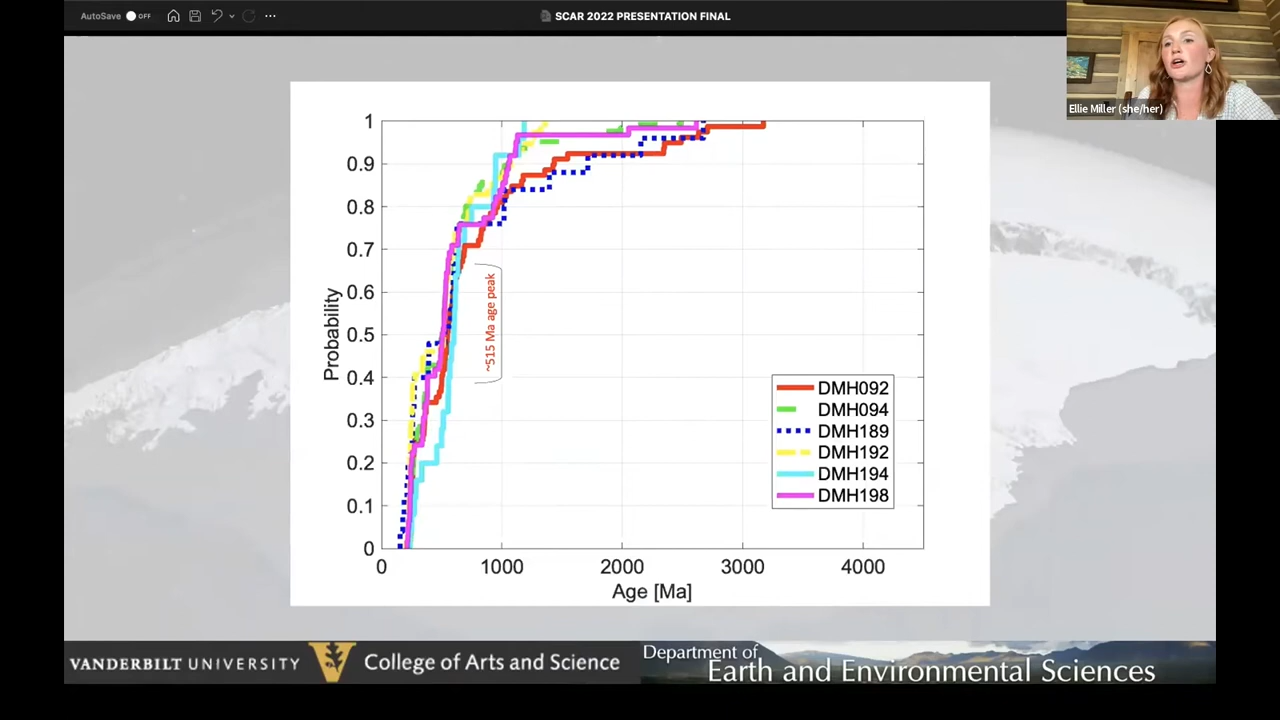 AutoSave OFF
SCAR 2022 PRESENTATION FINAL
Ellie Miller (she/her)
Probability
1
0.9
0.8
0.7
0.6
0.5
0.4
0.3
0.2
0.1
0
~515 Ma age peak
DMH092
DMH094
DMH189
DMH192
DMH194
DMH198
0 1000 2000 3000 4000
Age [Ma]
VANDERBILT UNIVERSITY
College of Arts and Science
Department of
Earth and Environmental Sciences